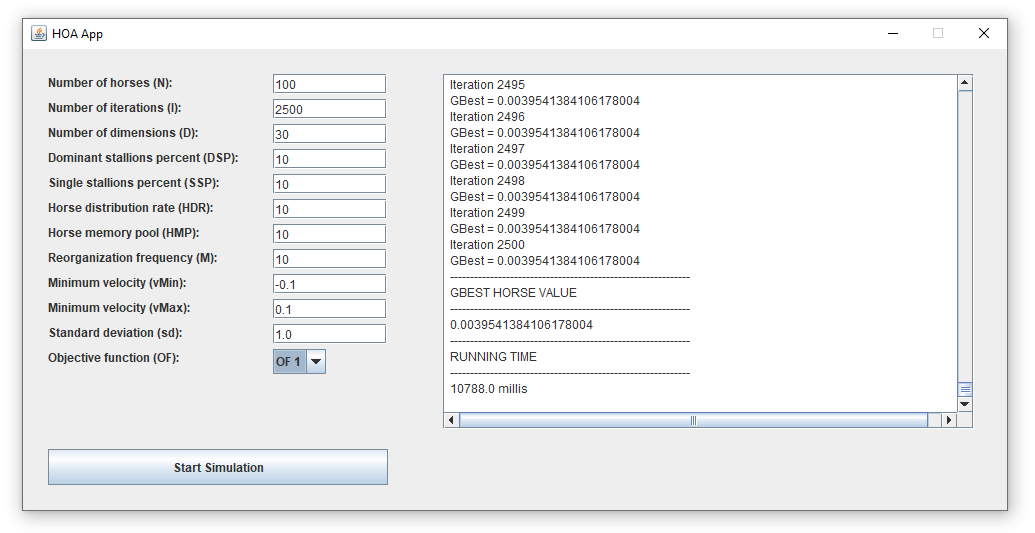 HOA App
Number of horses (N): 100
Number of iterations (I): 2500
Number of dimensions (D): 30
Dominant stallions percent (DSP): 10
Single stallions percent (SSP): 10
Horse distribution rate (HDR): 10
Horse memory pool (HMP): 10
Reorganization frequency (M): 10
Minimum velocity (vMin): -0.1
Minimum velocity (vMax): 0.1
Standard deviation (sd): 1.0
Objective function (OF): OF 1
Start Simulation
Iteration 2495
GBest = 0.0039541384106178004
Iteration 2496
GBest = 0.0039541384106178004
Iteration 2497
GBest = 0.0039541384106178004
Iteration 2498
GBest = 0.0039541384106178004
Iteration 2499
GBest = 0.0039541384106178004
Iteration 2500
GBest = 0.0039541384106178004
------------------------------------------------------------
GBEST HORSE VALUE
------------------------------------------------------------
0.0039541384106178004
------------------------------------------------------------
RUNNING TIME
------------------------------------------------------------
10788.0 millis